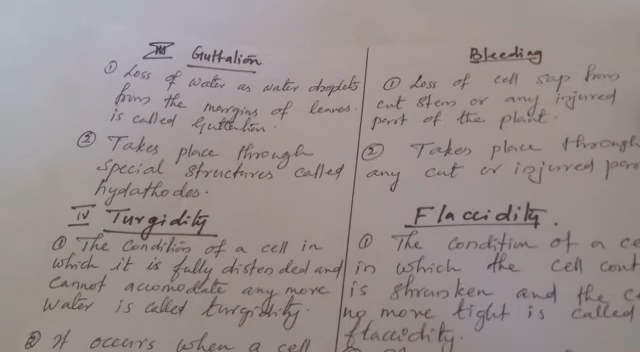 III Guttation
① Loss of water as water droplets
from the margins of leaves.
is called Guttation.
② Takes place through
special structures called
hydathodes.
Bleeding
① Loss of cell sap from
cut stem or any injured
part of the plant.
② Takes place through
any cut or injured
IV Turgidity
① The condition of a cell in
which it is fully distended and
cannot accomodate any more
water is called turgidity.
② It occurs when a cell
Flaccidity.
① The condition of a
in which the cell
is shrunken and the
no more tight is called
flaccidity.